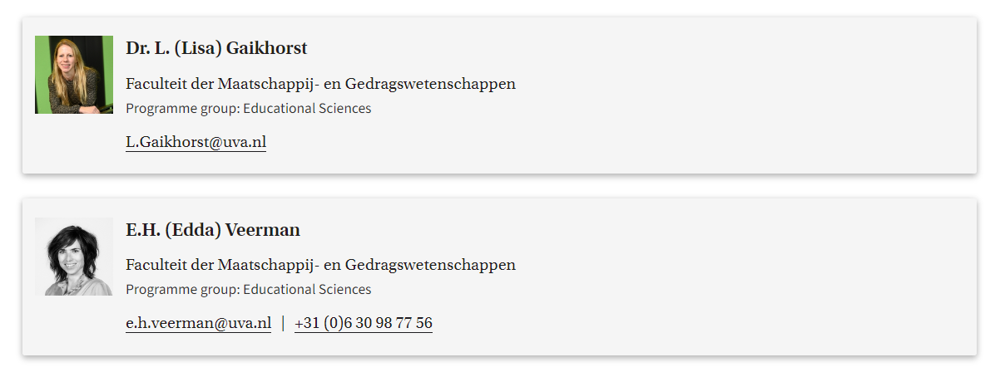 Dr. L. (Lisa) Gaikhorst
Faculteit der Maatschappij- en Gedragswetenschappen
Programme group: Educational Sciences
L.Gaikhorst@uva.nl
E.H. (Edda) Veerman
Faculteit der Maatschappij- en Gedragswetenschappen
Programme group: Educational Sciences
e.h.veerman@uva.nl | +31 (0)6 30 98 77 56